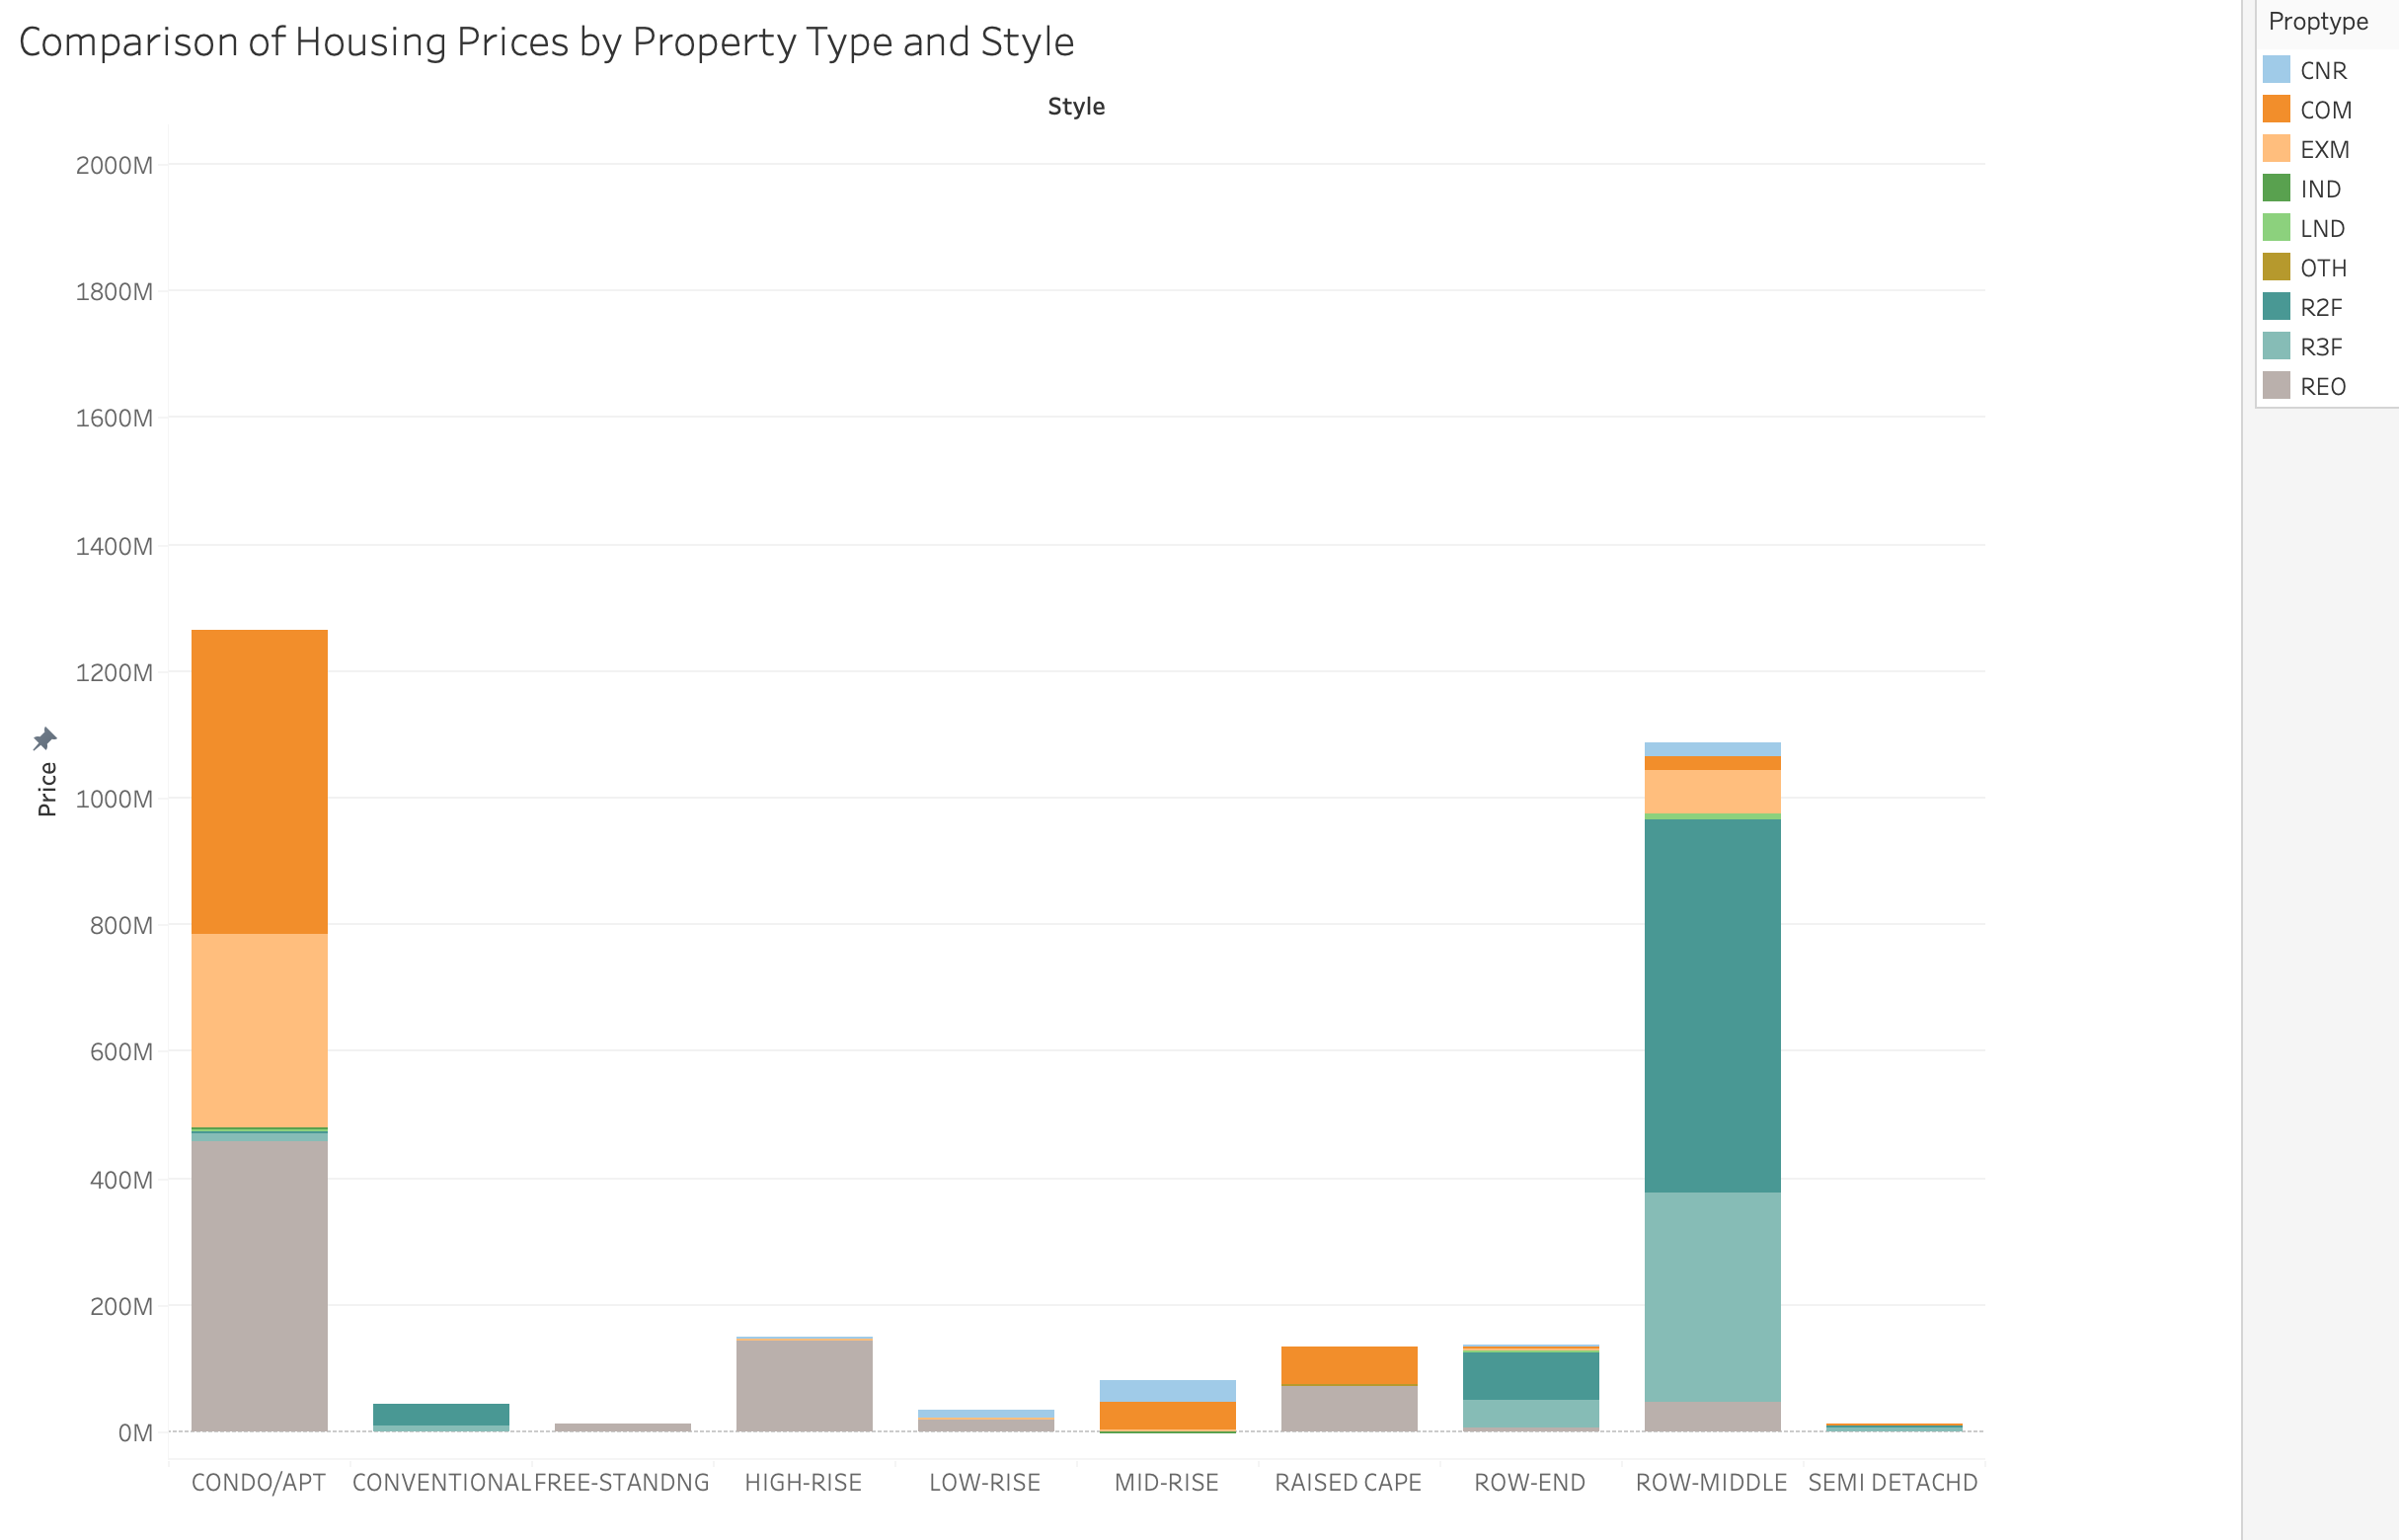 Comparison of Housing Prices by Property Type and Style
Style
2000M
1800M
1600M
1400M
1200M
1000M
800M
600M
400M
200M
0M
Price
CONDO/APT
CONVENTIONAL
FREE-STANDNG
HIGH-RISE
LOW-RISE
MID-RISE
RAISED CAPE
ROW-END
ROW-MIDDLE
SEMI DETACHD
Proptype
CNR
COM
EXM
IND
LND
OTH
R2F
R3F
REO